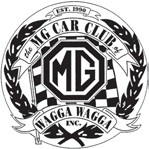 EST. 1990
the MG CAR CLUB of
MG
WAGGA WAGGA
INC.